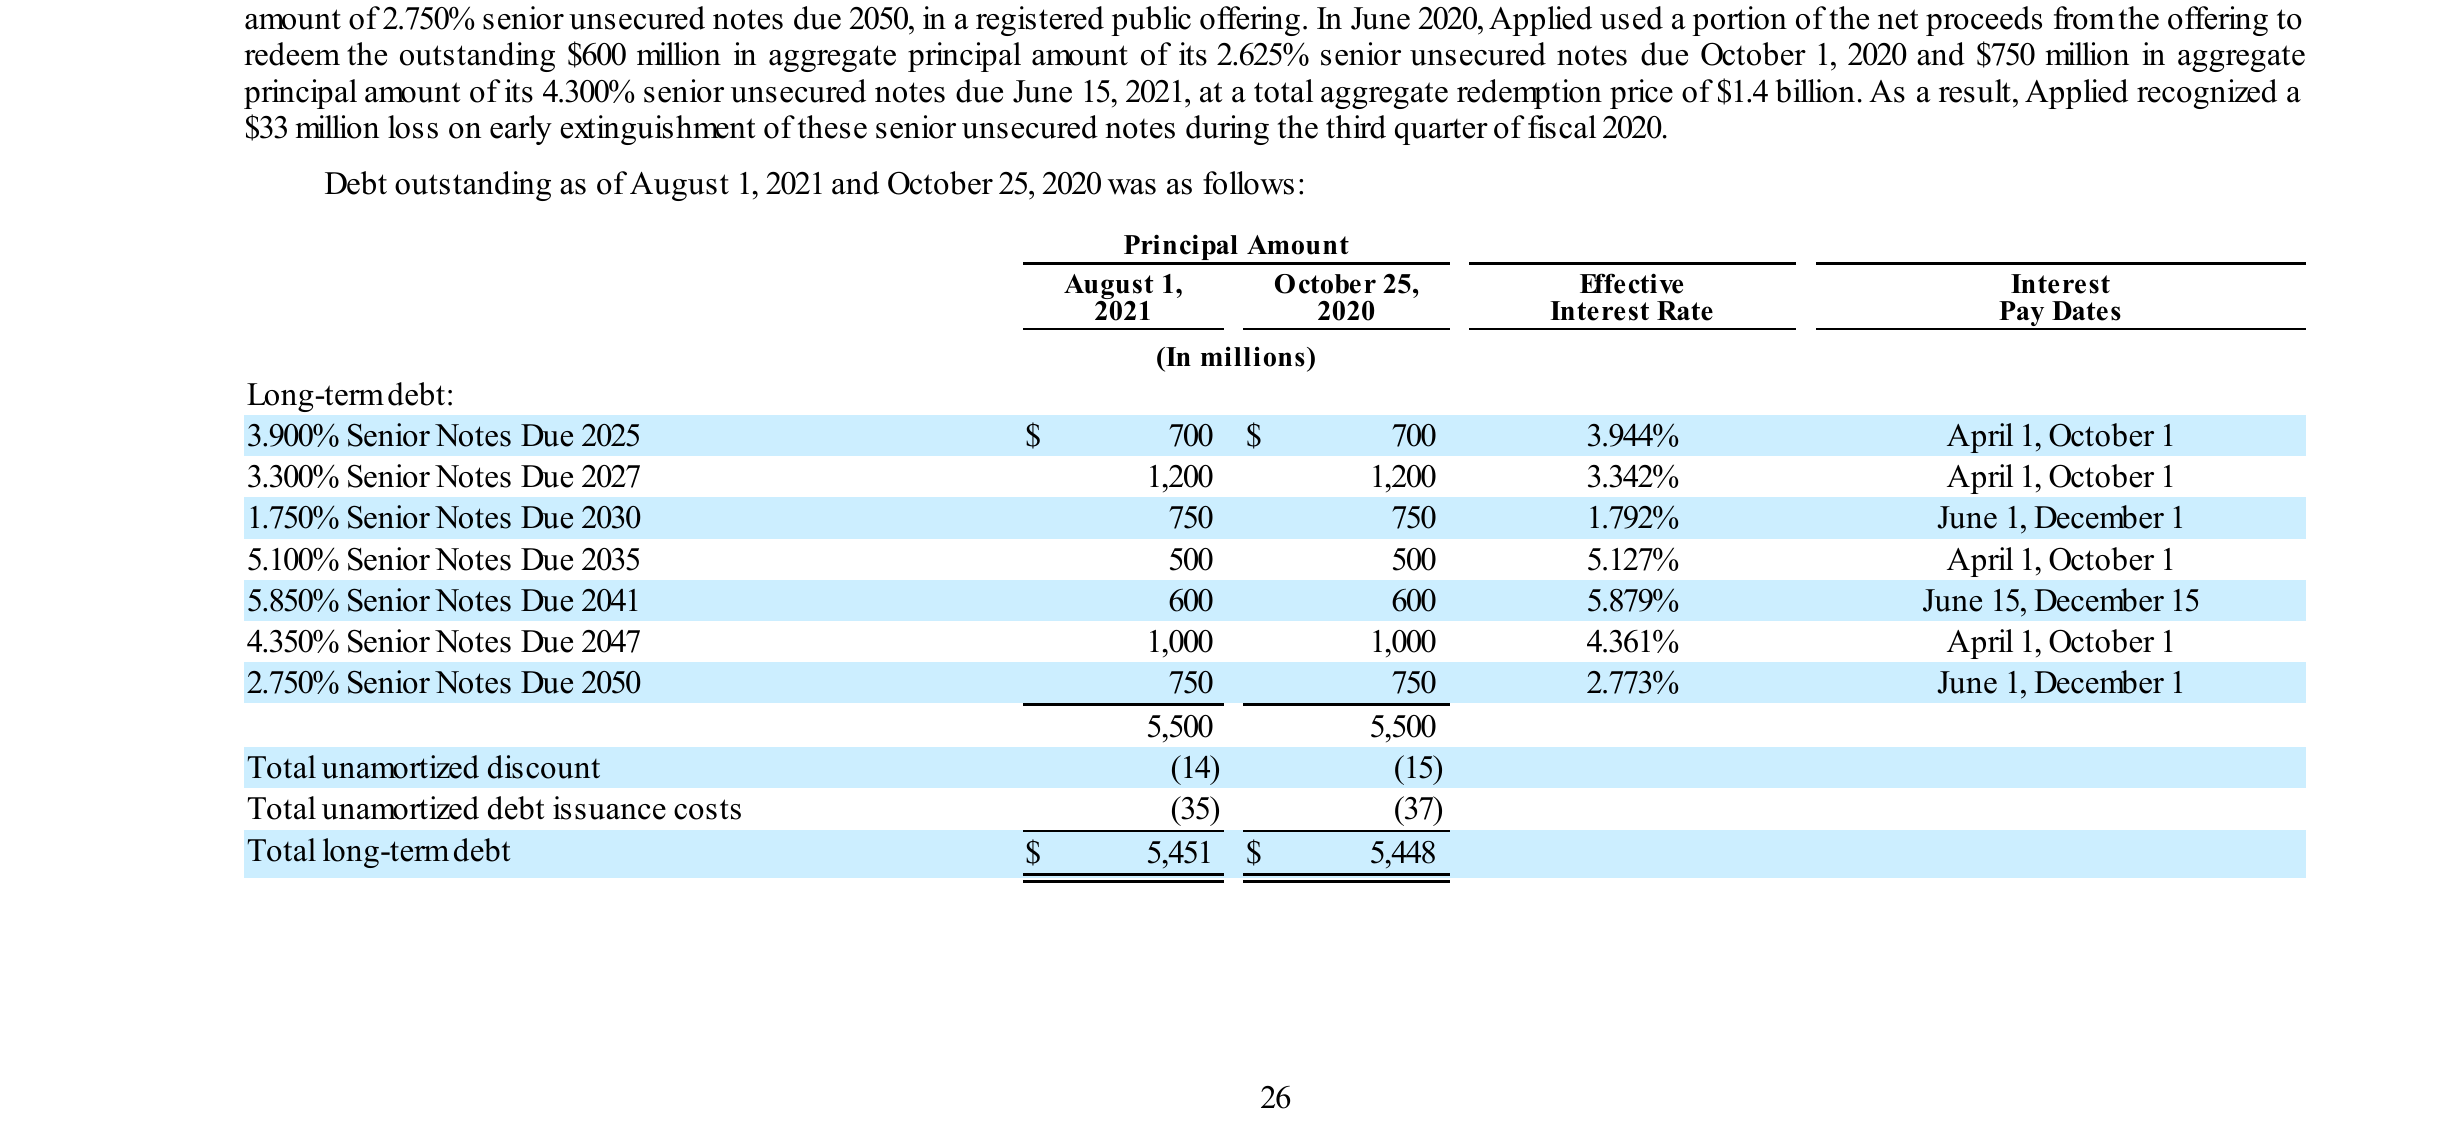 amount of 2.750% senior unsecured notes due 2050, in a registered public offering. In June 2020, Applied used a portion of the net proceeds from the offering to
redeem the outstanding $600 million in aggregate principal amount of its 2.625% senior unsecured notes due October 1, 2020 and $750 million in aggregate
principal amount of its 4.300% senior unsecured notes due June 15, 2021, at a total aggregate redemption price of $1.4 billion. As a result, Applied recognized a
$33 million loss on early extinguishment of these senior unsecured notes during the third quarter of fiscal 2020.
Debt outstanding as of August 1, 2021 and October 25, 2020 was as follows:
Principal Amount
August 1, October 25, Effective Interest
2021 2020 Interest Rate Pay Dates
(In millions)
Long-term debt:
3.900% Senior Notes Due 2025 $ 700 $ 700 3.944% April 1, October 1
3.300% Senior Notes Due 2027 1,200 1,200 3.342% April 1, October 1
1.750% Senior Notes Due 2030 750 750 1.792% June 1, December 1
5.100% Senior Notes Due 2035 500 500 5.127% April 1, October 1
5.850% Senior Notes Due 2041 600 600 5.879% June 15, December 15
4.350% Senior Notes Due 2047 1,000 1,000 4.361% April 1, October 1
2.750% Senior Notes Due 2050 750 750 2.773% June 1, December 1
5,500 5,500
Total unamortized discount (14) (15)
Total unamortized debt issuance costs (35) (37)
Total long-term debt $ 5,451 $ 5,448
26